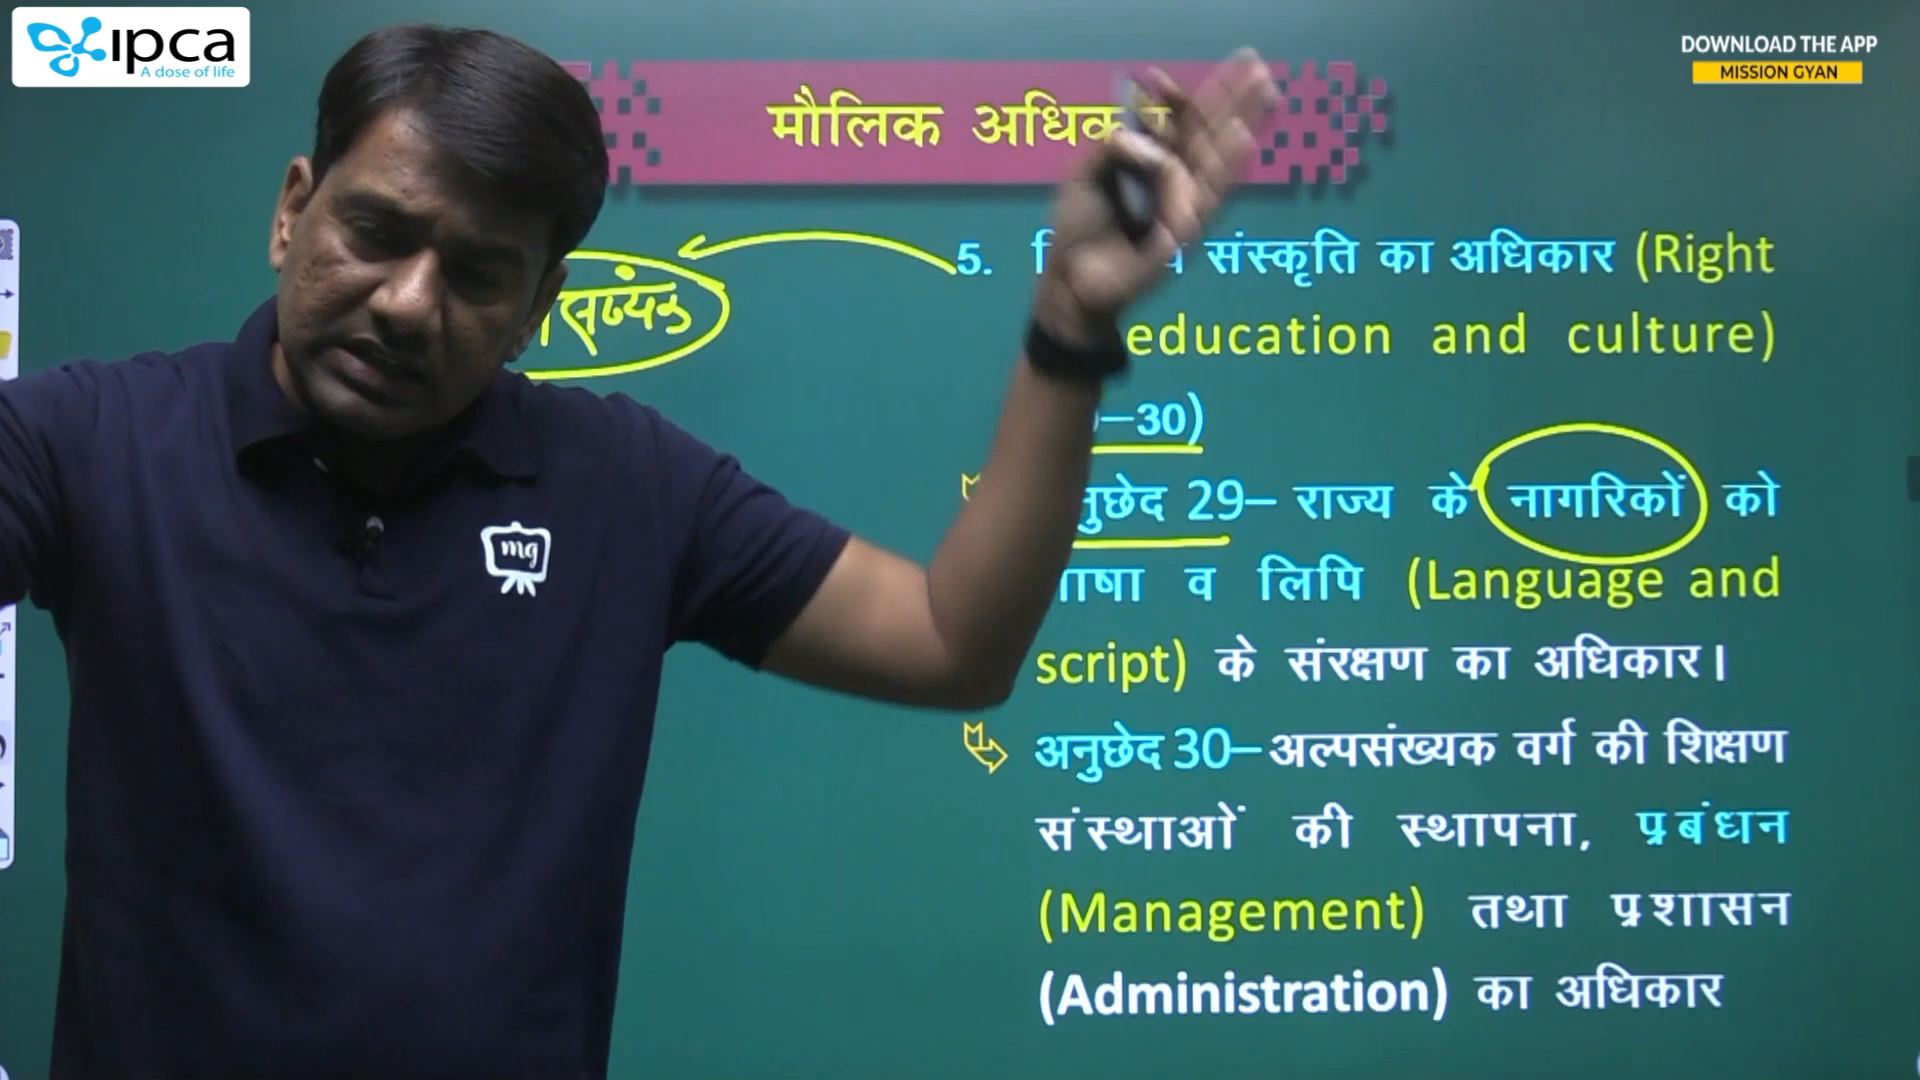 ipca
A dose of life
DOWNLOAD THE APP
MISSION GYAN
मौलिक
5. संस्कृति का अधिकार (Right
education and culture)
–30)
29– राज्य के नागरिकों को
व लिपि (Language and
script) के संरक्षण का अधिकार।
अनुछेद 30–अल्पसंख्यक वर्ग की शिक्षण
संस्थाओं की स्थापना, प्रबंधन
(Management) तथा प्रशासन
(Administration) का अधिकार
mg